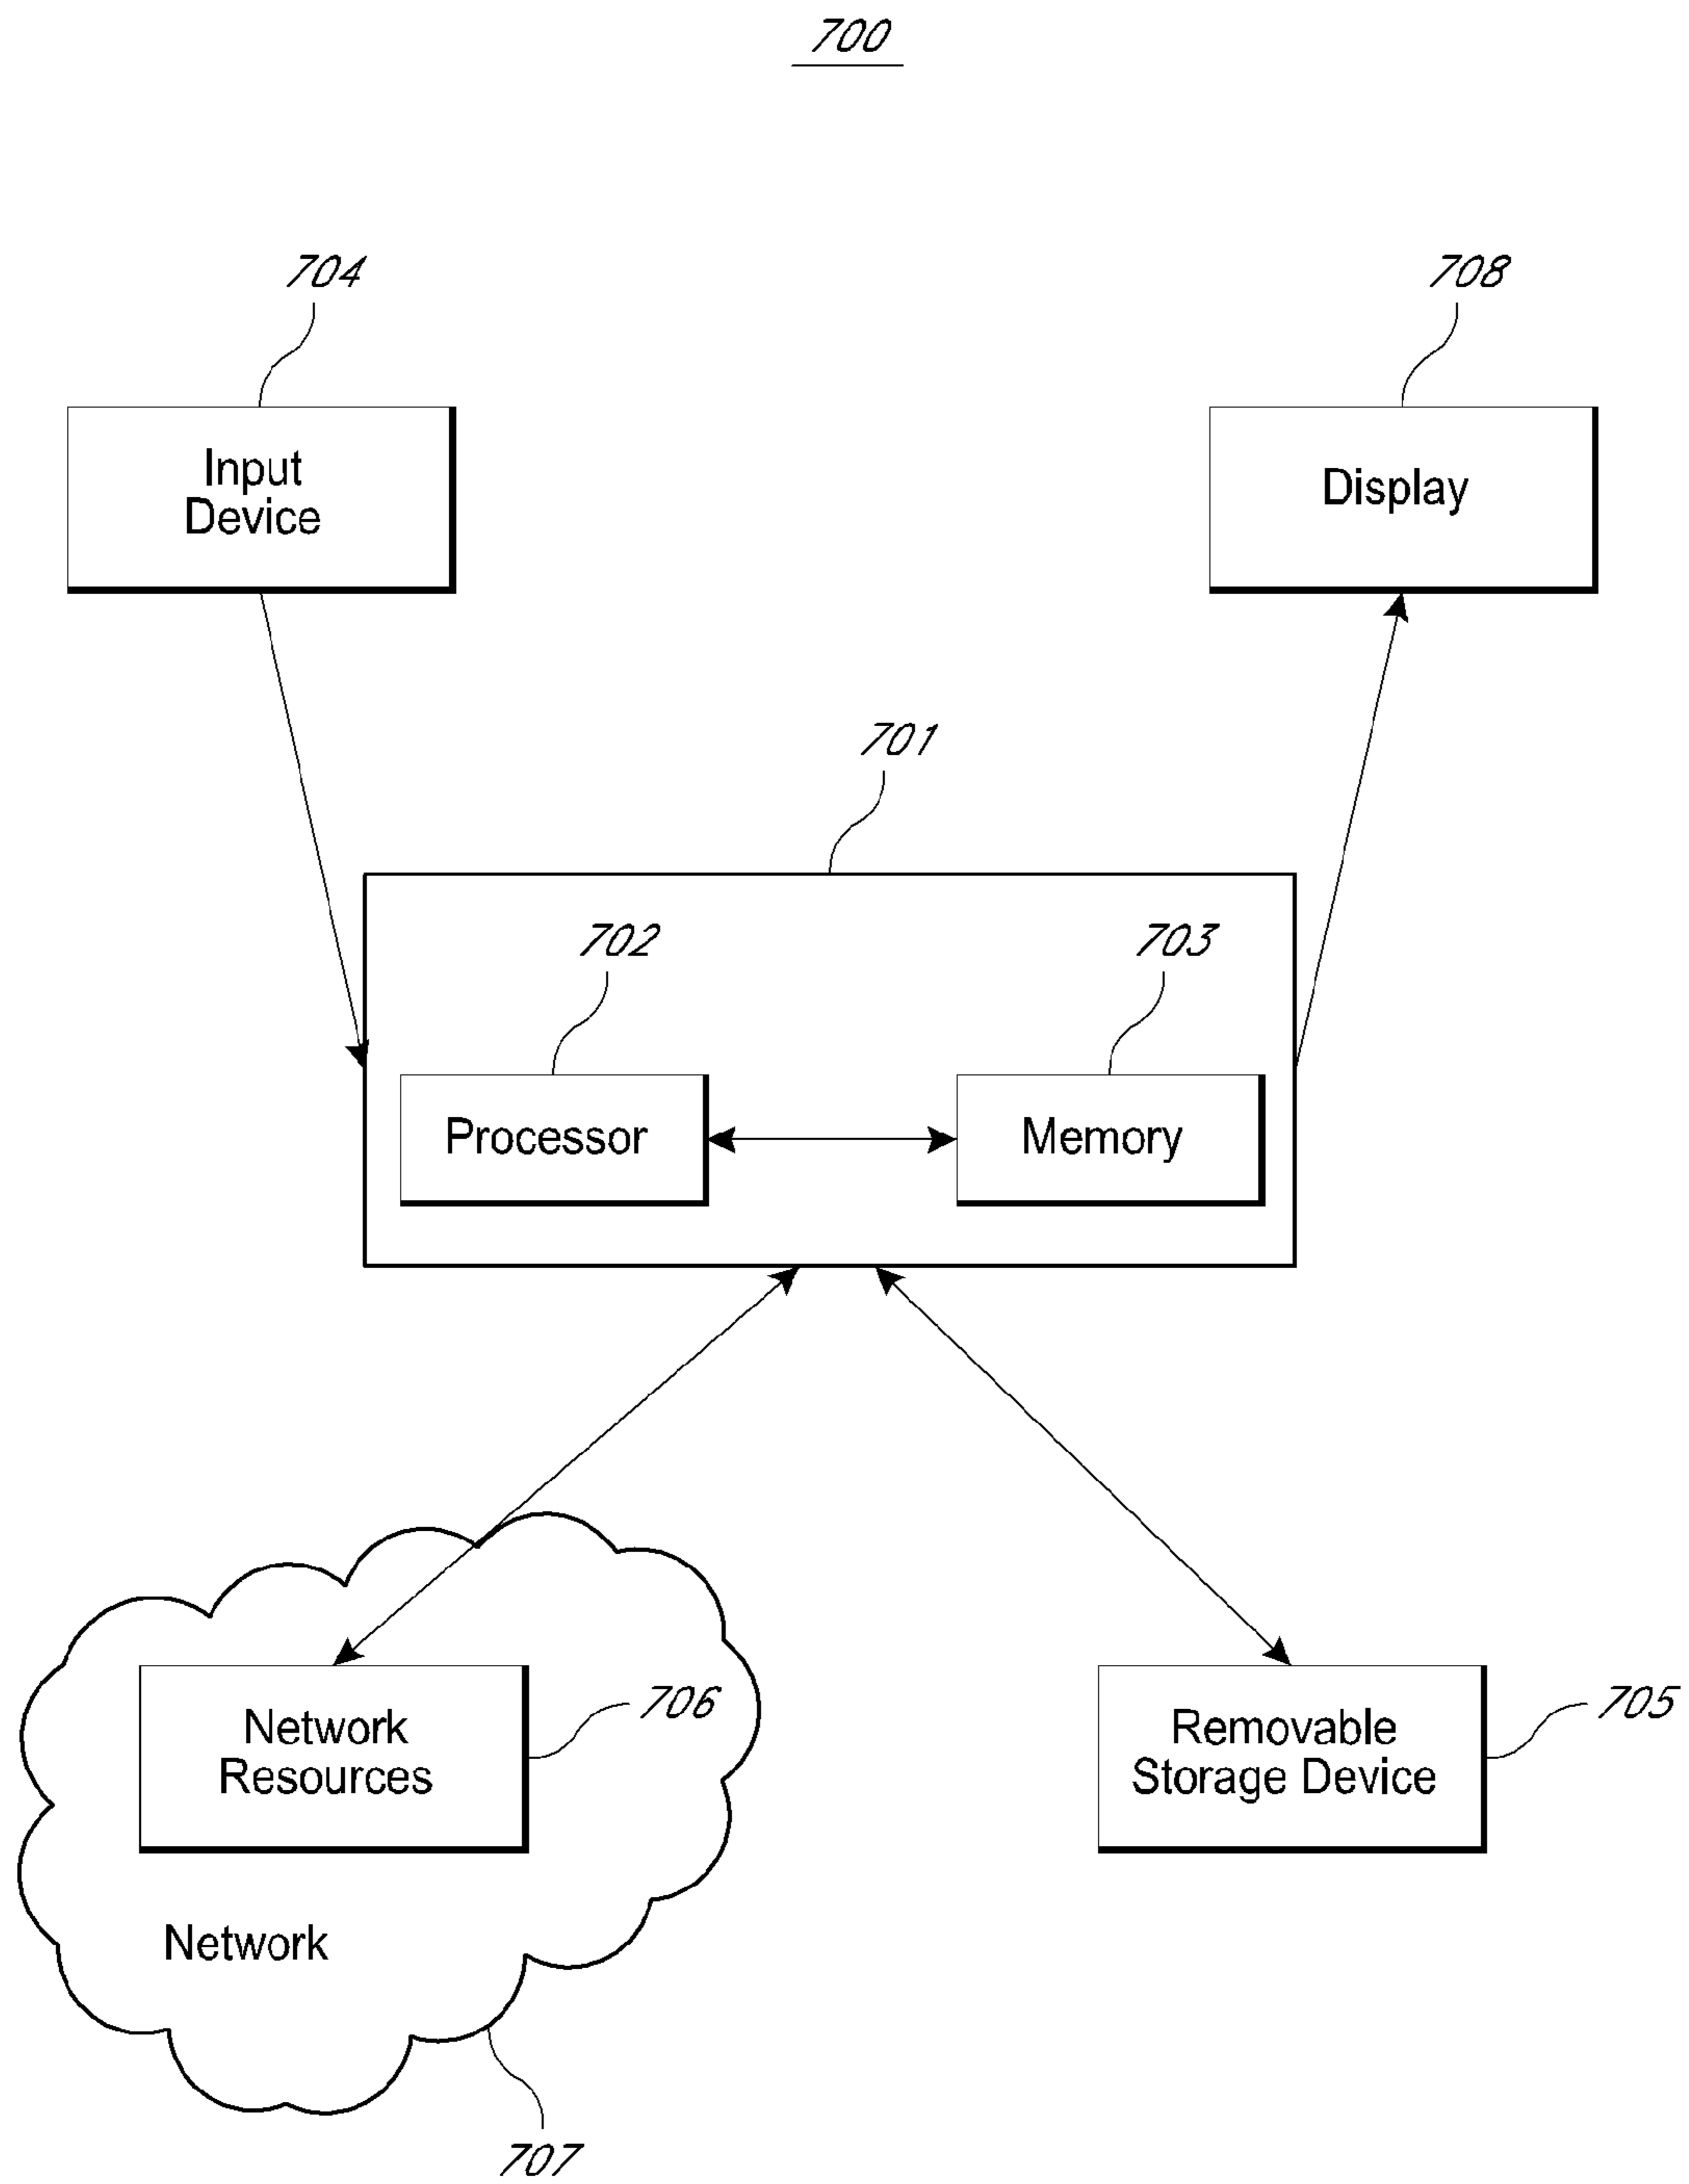 700
704
708
Input
Device
Display
701
702
703
Processor
Memory
Network
Resources
706
Removable
Storage Device
705
Network
707